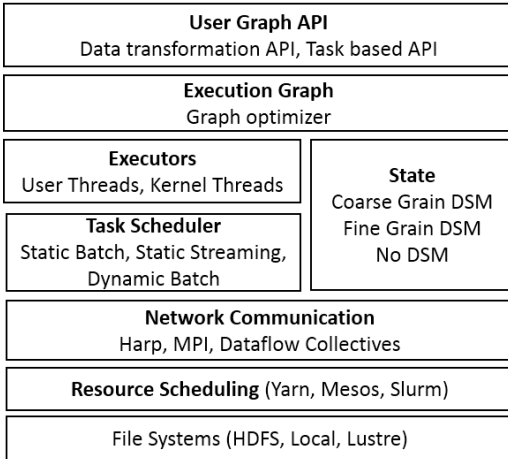 User Graph API
Data transformation API, Task based API
Execution Graph
Graph optimizer
Executors
User Threads, Kernel Threads
Task Scheduler
Static Batch, Static Streaming,
Dynamic Batch
State
Coarse Grain DSM
Fine Grain DSM
No DSM
Network Communication
Harp, MPI, Dataflow Collectives
Resource Scheduling (Yarn, Mesos, Slurm)
File Systems (HDFS, Local, Lustre)